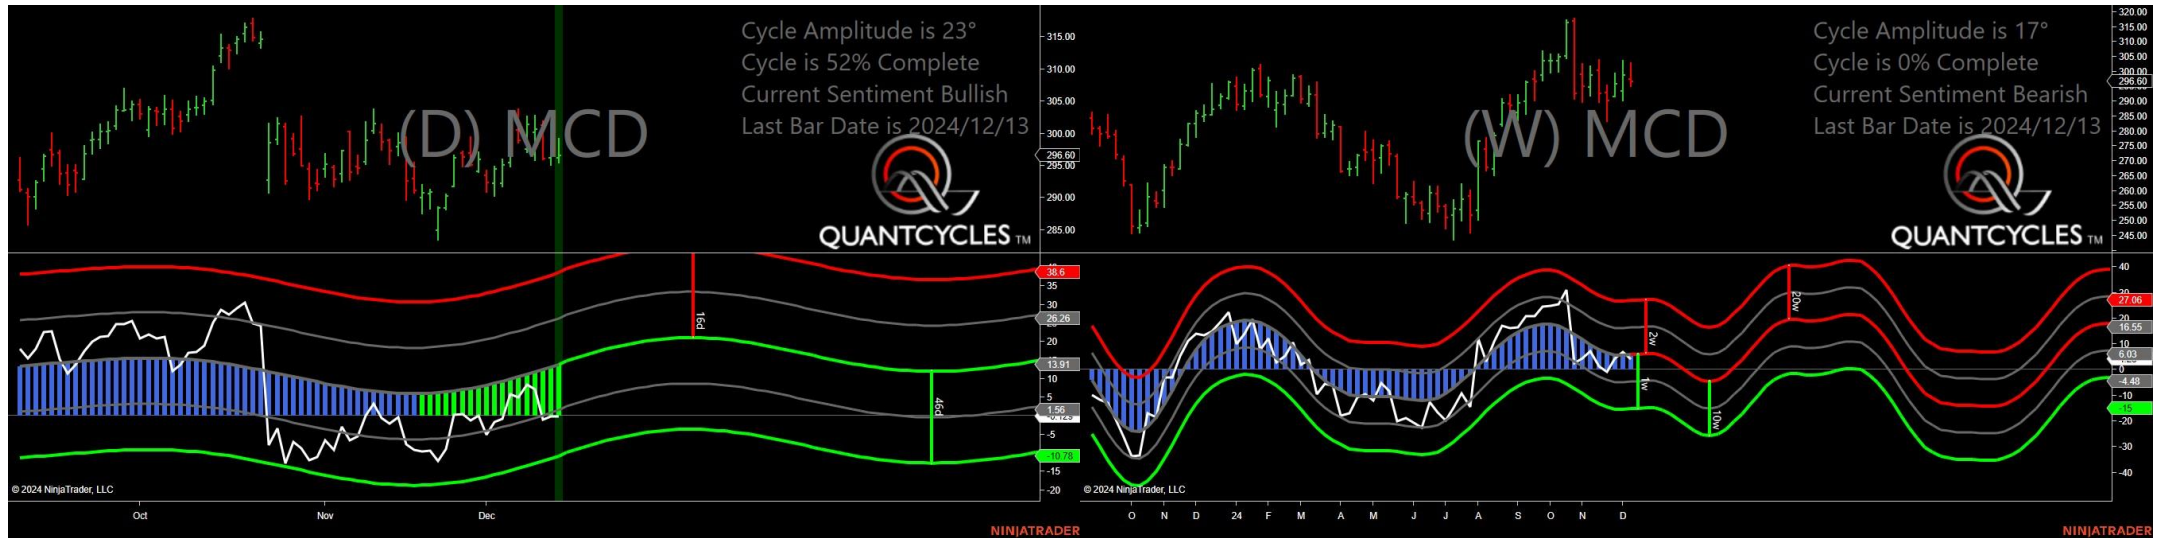 Cycle Amplitude is 23°
Cycle is 52% Complete
Current Sentiment Bullish
Last Bar Date is 2024/12/13
(D) MCD
QUANTCYCLES TM
315.00
310.00
305.00
300.00
296.60
295.00
290.00
285.00
38.6
35
30
26.26
20
13.91
10
5
1.56
-5
-10.78
-15
-20
16d
46d
© 2024 NinjaTrader, LLC
Oct
Nov
Dec
NINJATRADER
Cycle Amplitude is 17°
Cycle is 0% Complete
Current Sentiment Bearish
Last Bar Date is 2024/12/13
(W) MCD
QUANTCYCLES TM
320.00
315.00
310.00
305.00
300.00
296.60
290.00
285.00
280.00
275.00
270.00
265.00
260.00
255.00
250.00
245.00
40
27.06
20
16.55
10
6.03
0
-4.48
-10
-15
-20
-30
-40
2w
1w
10w
20w
© 2024 NinjaTrader, LLC
O N D 24 F M A M J J A S O N D
NINJATRADER